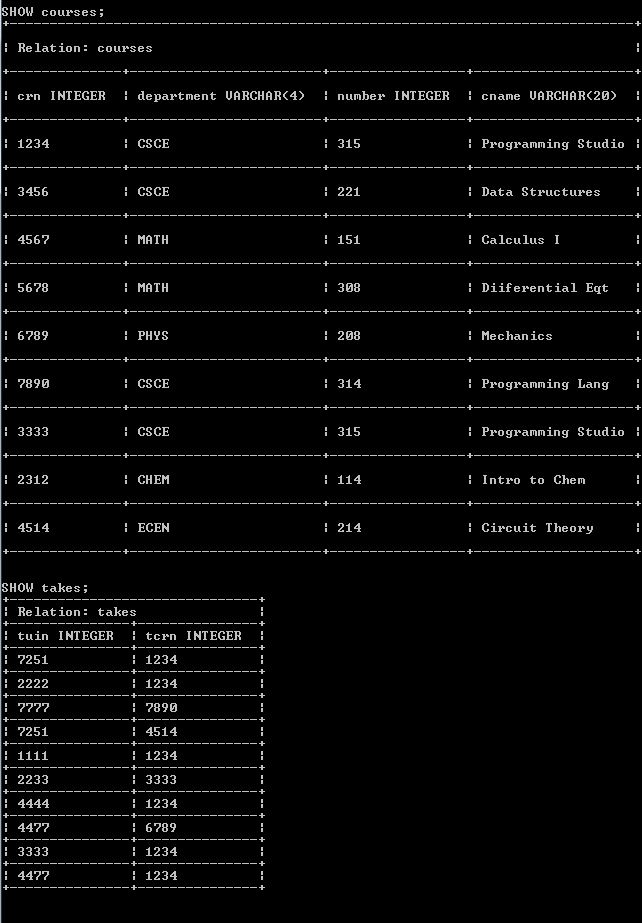 SHOW courses;
Relation: courses
crn INTEGER | department VARCHAR(4) | number INTEGER | cname VARCHAR(20)
1234 | CSCE | 315 | Programming Studio
3456 | CSCE | 221 | Data Structures
4567 | MATH | 151 | Calculus I
5678 | MATH | 308 | Diiferential Eqt
6789 | PHYS | 208 | Mechanics
7890 | CSCE | 314 | Programming Lang
3333 | CSCE | 315 | Programming Studio
2312 | CHEM | 114 | Intro to Chem
4514 | ECEN | 214 | Circuit Theory
SHOW takes;
Relation: takes
tuin INTEGER | tcrn INTEGER
7251 | 1234
2222 | 1234
7777 | 7890
7251 | 4514
1111 | 1234
2233 | 3333
4444 | 1234
4477 | 6789
3333 | 1234
4477 | 1234